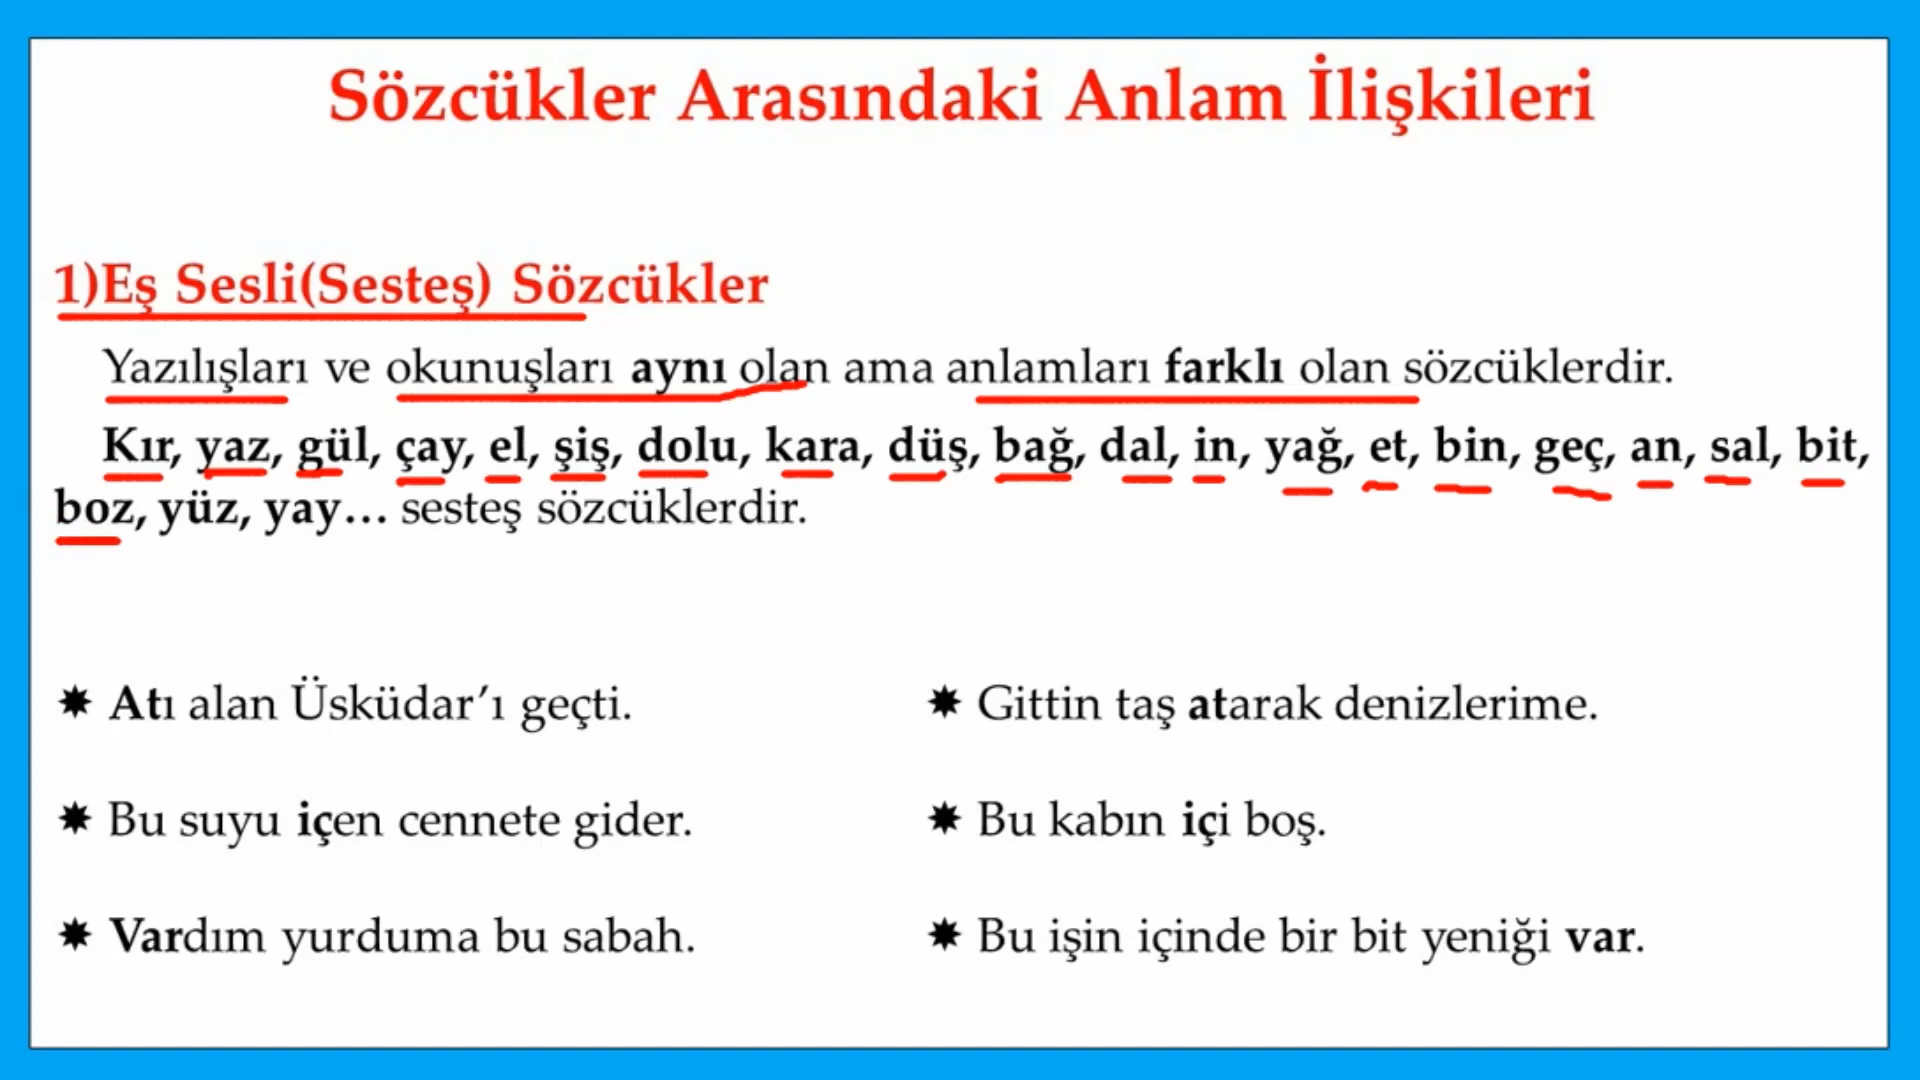 Sözcükler Arasındaki Anlam İlişkileri
1)Eş Sesli(Sesteş) Sözcükler
Yazılışları ve okunuşları aynı olan ama anlamları farklı olan sözcüklerdir.
Kır, yaz, gül, çay, el, şiş, dolu, kara, düş, bağ, dal, in, yağ, et, bin, geç, an, sal, bit,
boz, yüz, yay... sesteş sözcüklerdir.
✷ Atı alan Üsküdar’ı geçti.
✷ Gittin taş atarak denizlerime.
✷ Bu suyu içen cennete gider.
✷ Bu kabın içi boş.
✷ Vardım yurduma bu sabah.
✷ Bu işin içinde bir bit yeniği var.